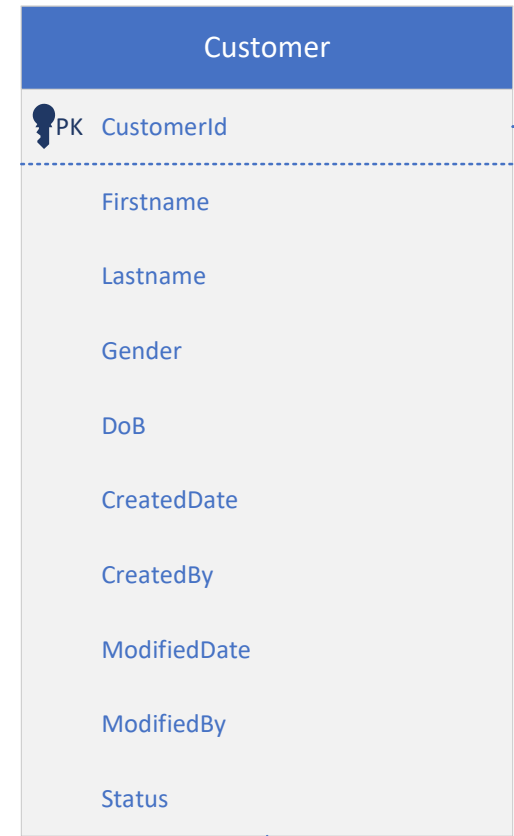 Customer
PK CustomerId
Firstname
Lastname
Gender
DoB
CreatedDate
CreatedBy
ModifiedDate
ModifiedBy
Status